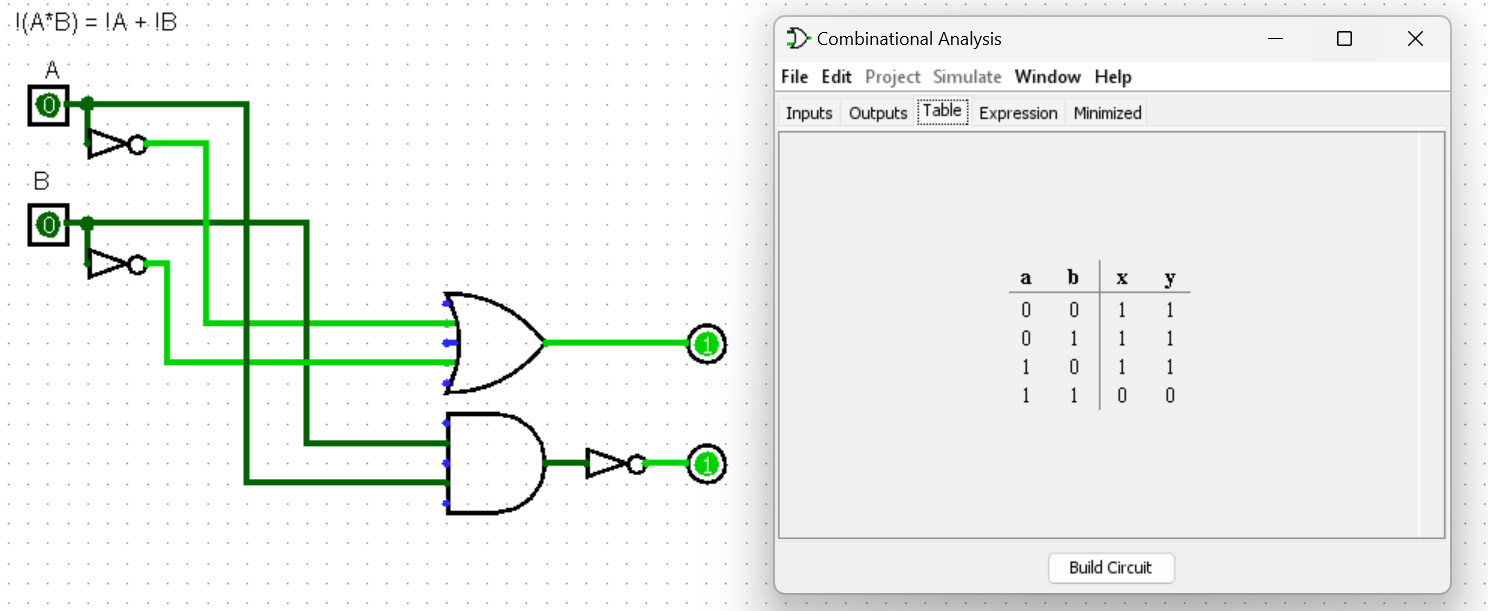 !(A*B) = !A + !B
A
0
B
0
1
1
Combinational Analysis
File Edit Project Simulate Window Help
Inputs Outputs Table Expression Minimized
a b x y
0 0 1 1
0 1 1 1
1 0 1 1
1 1 0 0
Build Circuit